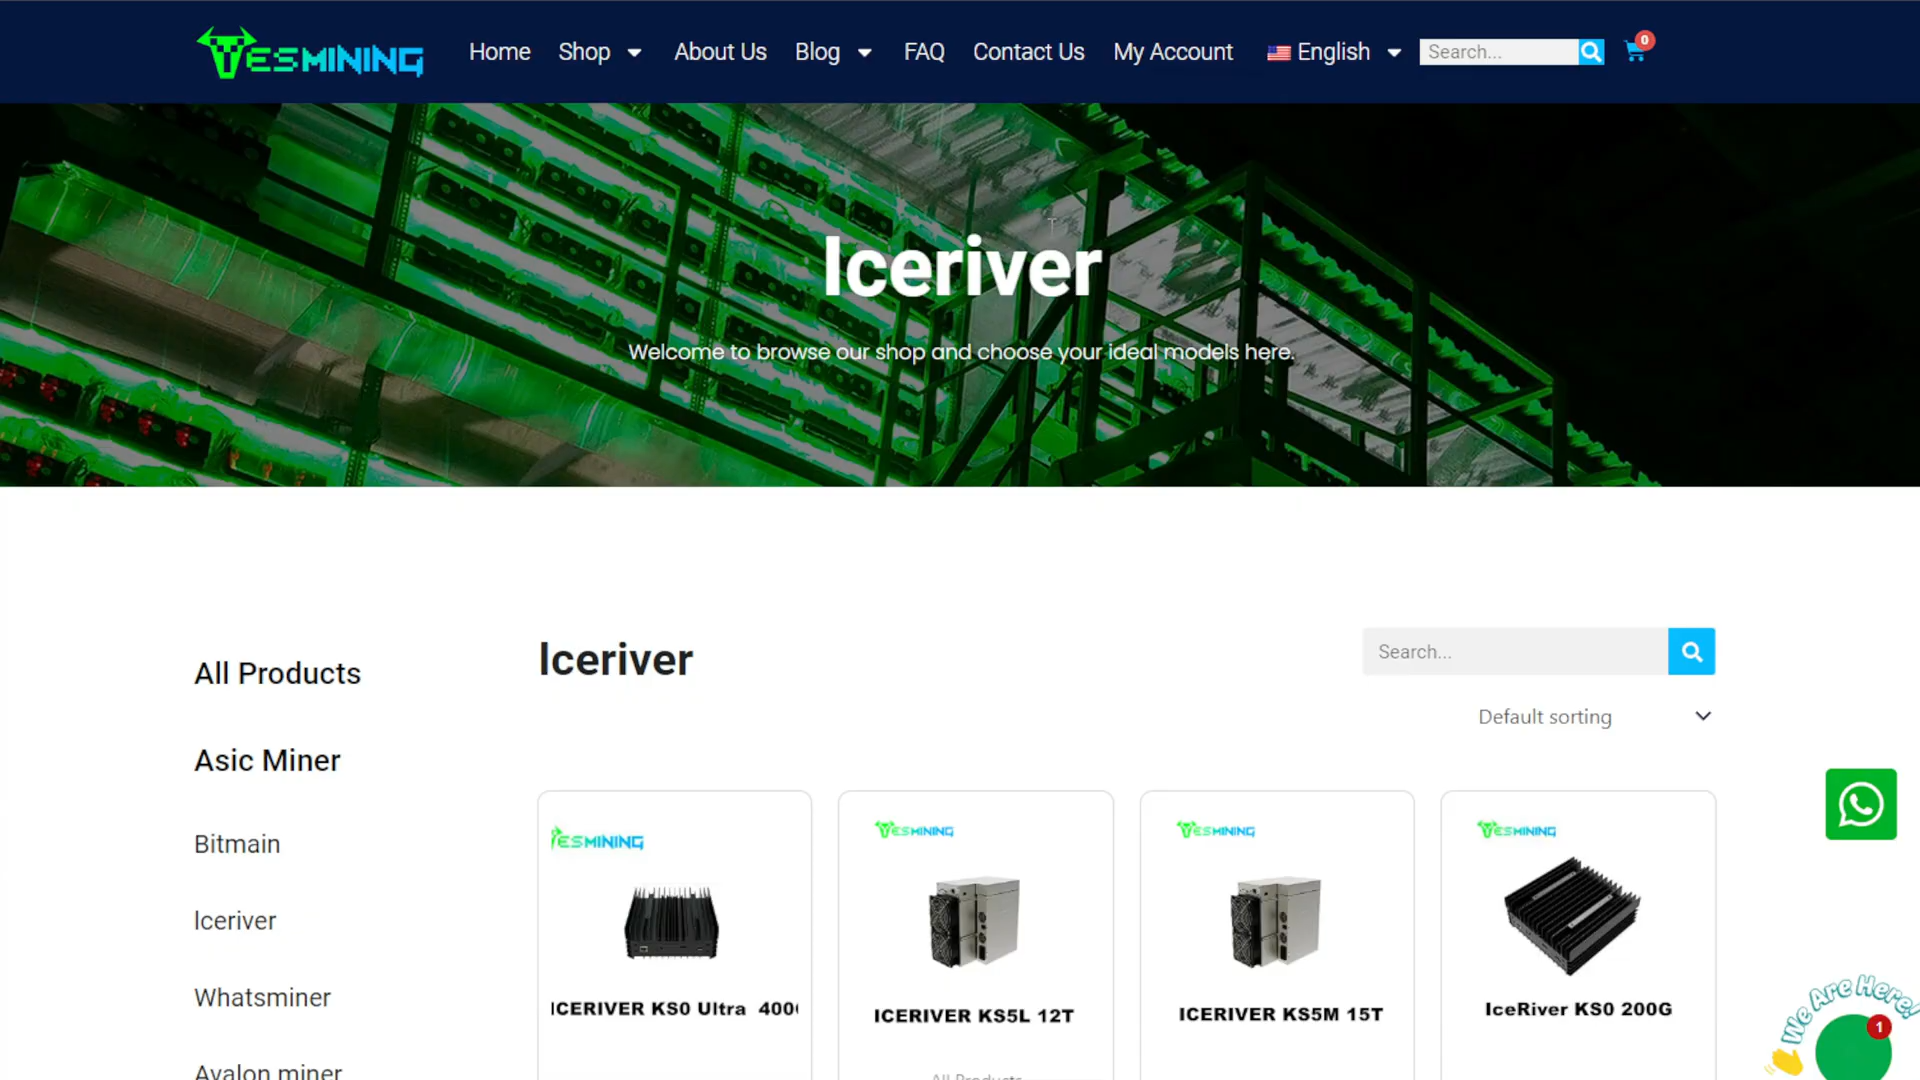 YESMINING
Home
Shop
About Us
Blog
FAQ
Contact Us
My Account
English
Search...
0
Iceriver
Welcome to browse our shop and choose your ideal models here.
All Products
Asic Miner
Bitmain
Iceriver
Whatsminer
Avalon miner
Iceriver
Search...
Default sorting
YESMINING
ICERIVER KS0 Ultra 400
YESMINING
ICERIVER KS5L 12T
All Products
YESMINING
ICERIVER KS5M 15T
YESMINING
IceRiver KS0 200G
We Are Here!
1